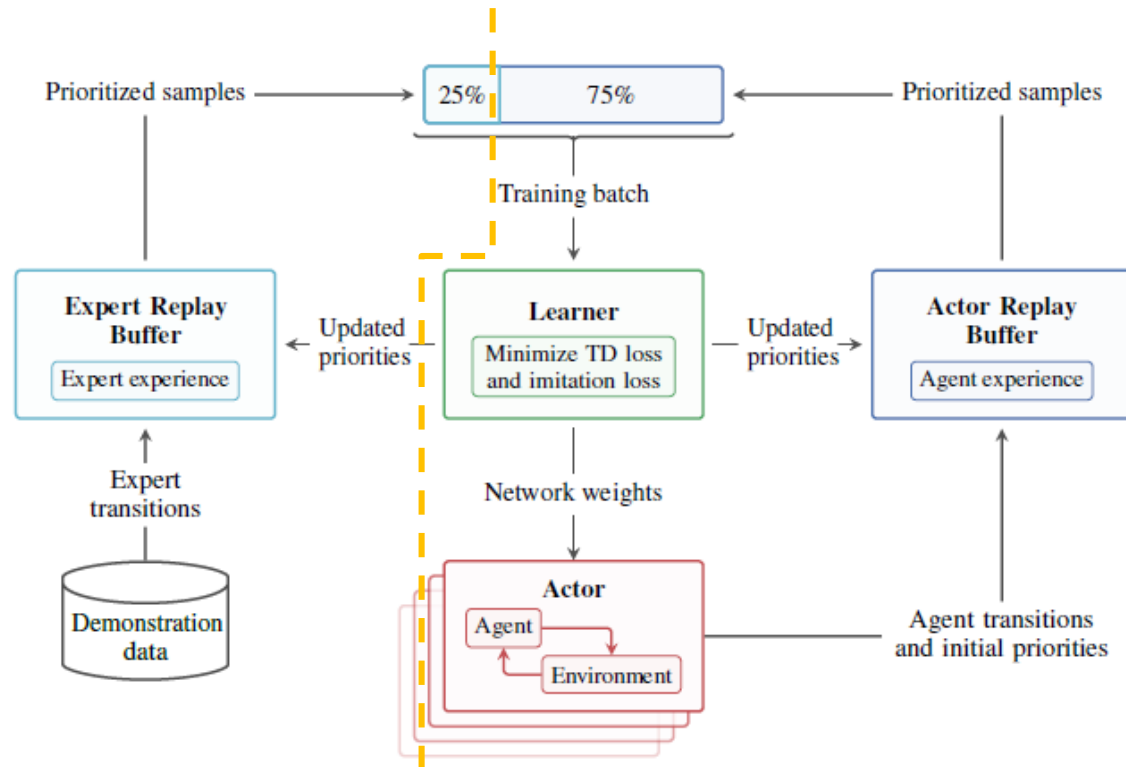 Prioritized samples
25%
75%
Prioritized samples
Training batch
Expert Replay
Buffer
Expert experience
Updated
priorities
Learner
Minimize TD loss
and imitation loss
Updated
priorities
Actor Replay
Buffer
Agent experience
Expert
transitions
Network weights
Demonstration
data
Actor
Agent
Environment
Agent transitions
and initial priorities